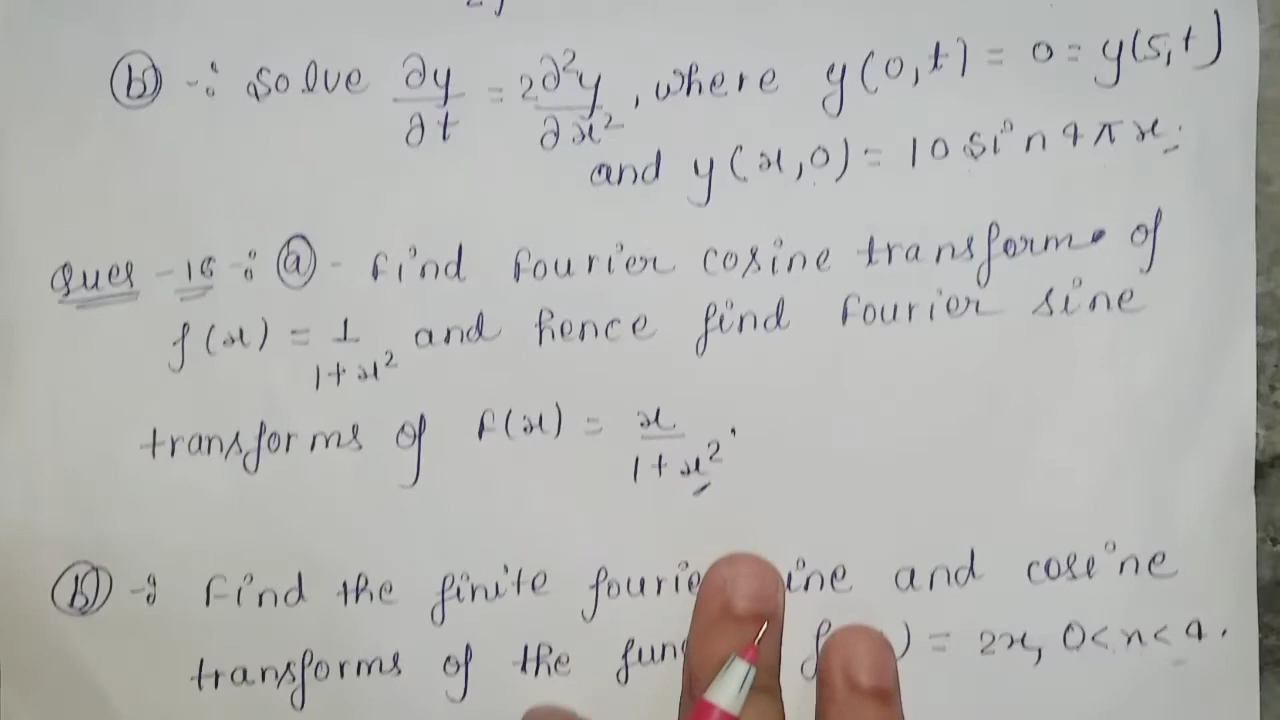 (b) -: solve ∂y/∂t = 2∂²y/∂x², where y(0,t) = 0 = y(5,t)
and y(x,0) = 10 sin 4πx.
Ques - 16 -: (a) - Find Fourier cosine transforms of
f(x) = 1/1+x² and hence find Fourier sine
transforms of F(x) = x/1+x².
(b) -: Find the finite fourie ine and cosine
transforms of the fun f ) = 2x, 0<x<4.